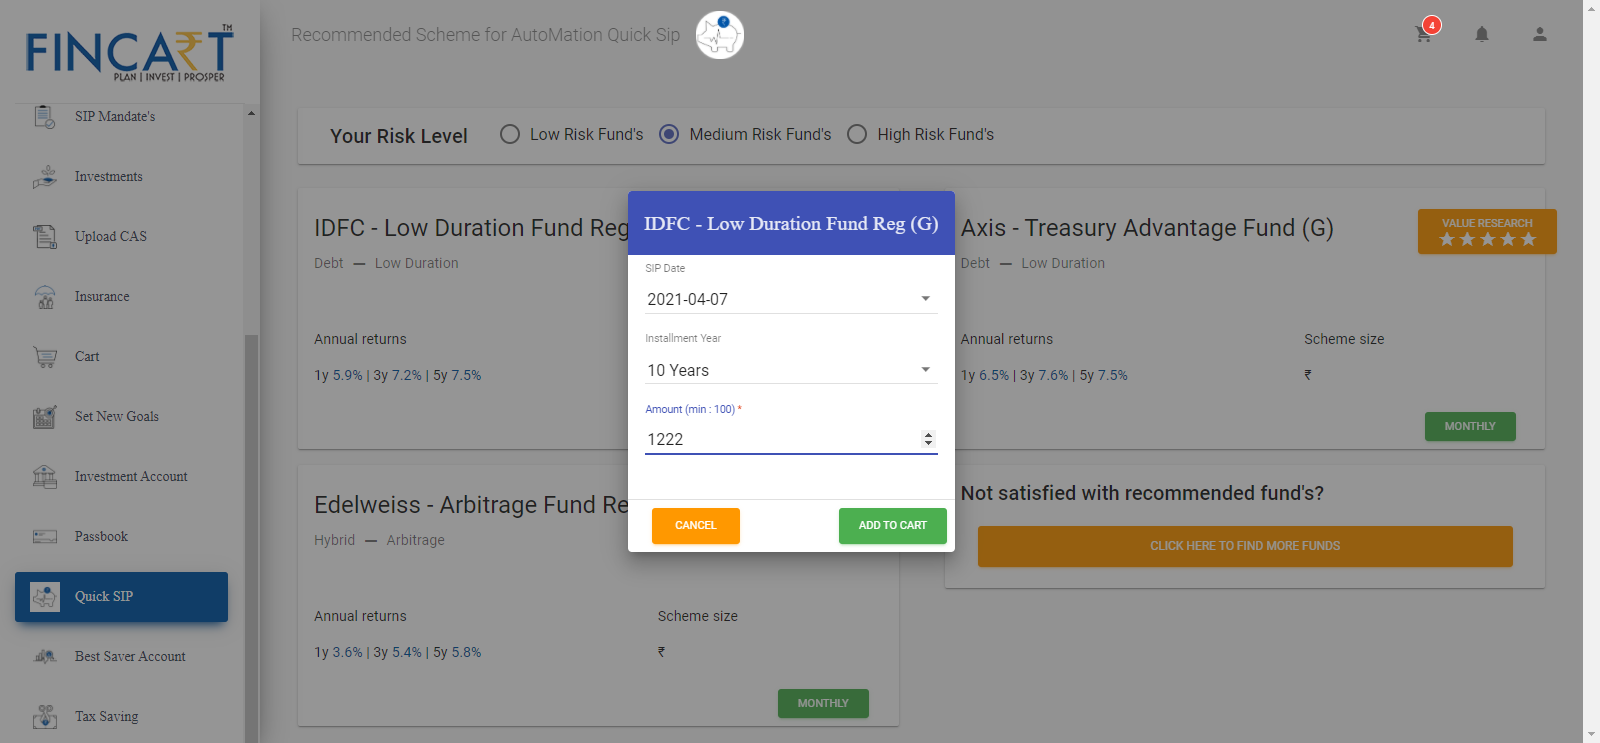 FINCART™
PLAN | INVEST | PROSPER
SIP Mandate's
Investments
Upload CAS
Insurance
Cart
Set New Goals
Investment Account
Passbook
Quick SIP
Best Saver Account
Tax Saving
Recommended Scheme for AutoMation Quick Sip
4
Your Risk Level
Low Risk Fund's
Medium Risk Fund's
High Risk Fund's
IDFC - Low Duration Fund Reg
Debt — Low Duration
Annual returns
1y 5.9% | 3y 7.2% | 5y 7.5%
Axis - Treasury Advantage Fund (G)
VALUE RESEARCH
Debt — Low Duration
Annual returns
Scheme size
1y 6.5% | 3y 7.6% | 5y 7.5%
₹
MONTHLY
IDFC - Low Duration Fund Reg (G)
SIP Date
2021-04-07
Installment Year
10 Years
Amount (min : 100) *
1222
CANCEL
ADD TO CART
Edelweiss - Arbitrage Fund Re
Hybrid — Arbitrage
Annual returns
Scheme size
1y 3.6% | 3y 5.4% | 5y 5.8%
₹
MONTHLY
Not satisfied with recommended fund's?
CLICK HERE TO FIND MORE FUNDS